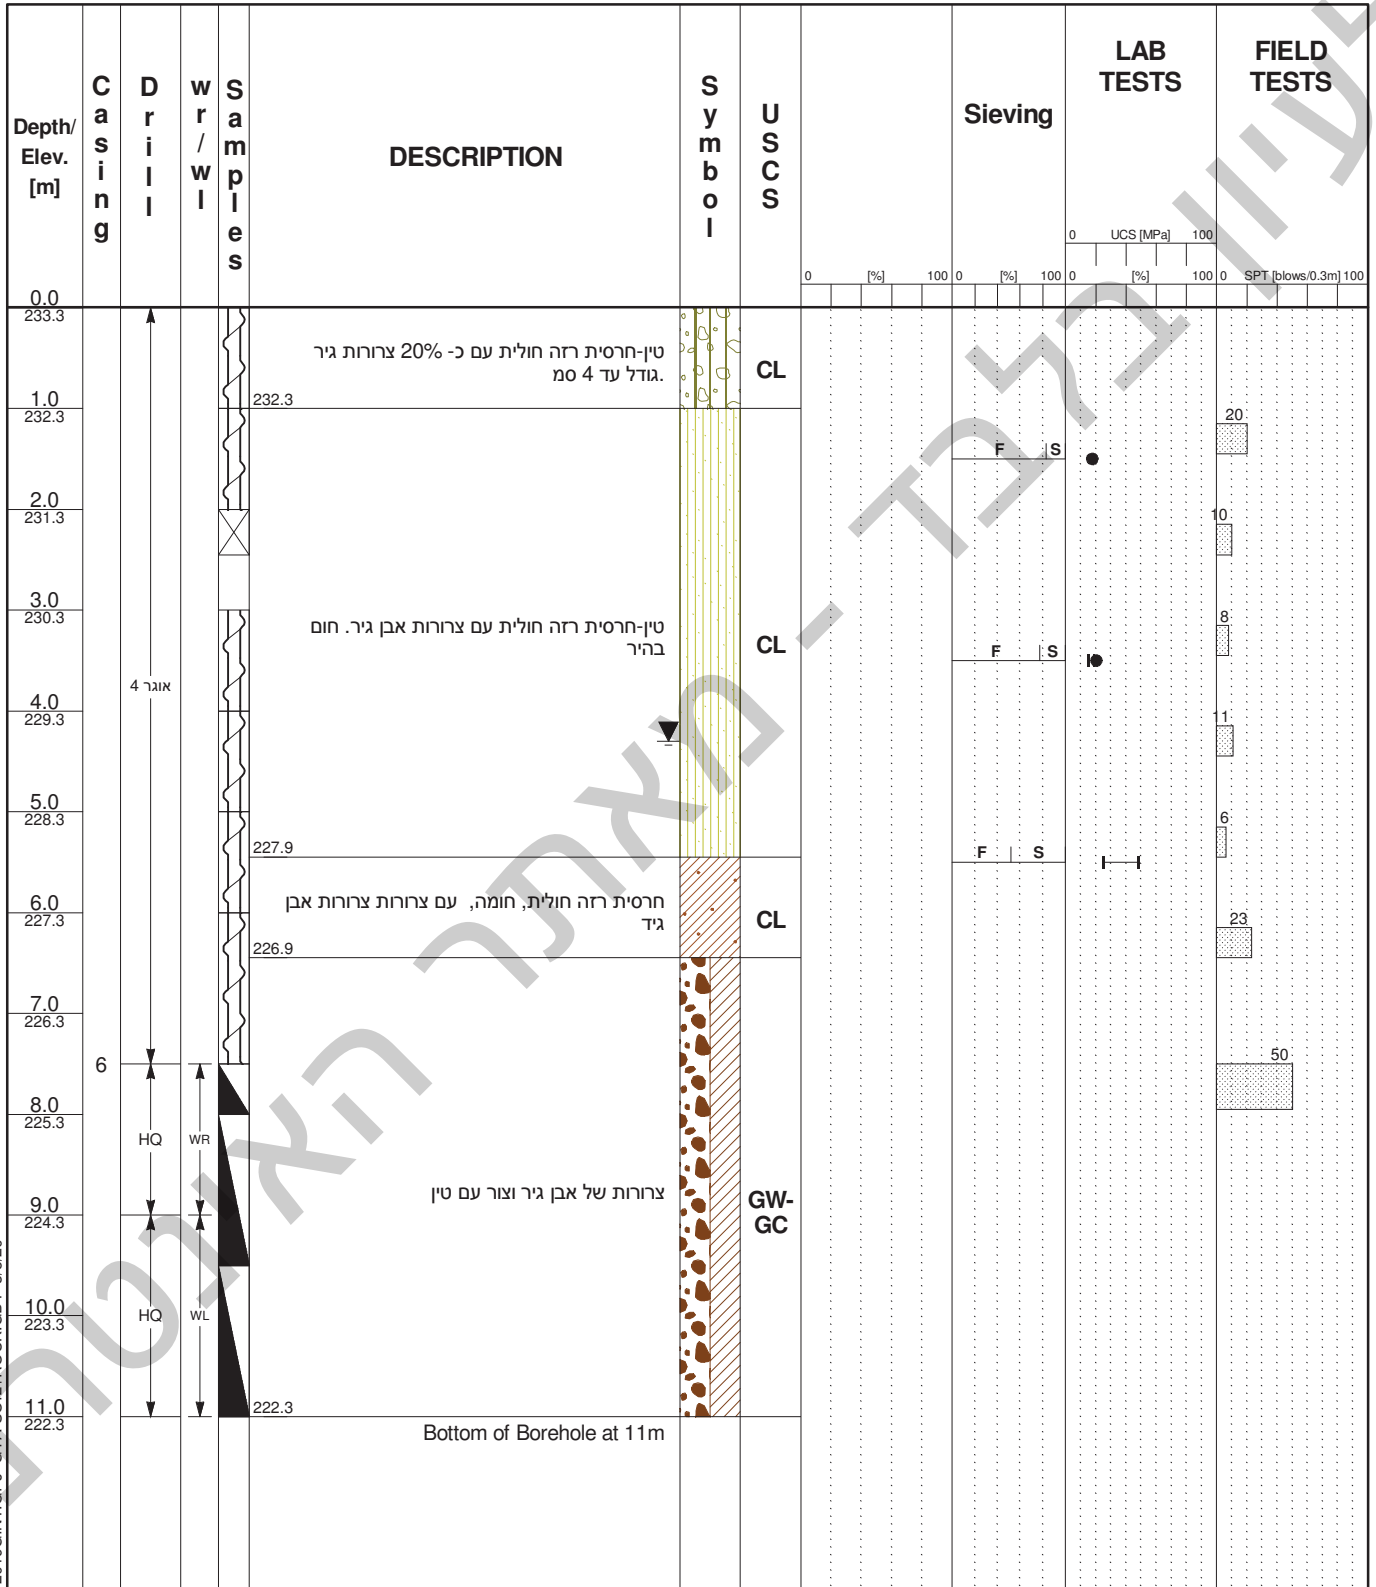 Depth/
Elev.
[m]
Casing
Drill
wr/wl
Samples
DESCRIPTION
Symbol
USCS
Sieving
LAB
TESTS
FIELD
TESTS
0 UCS [MPa] 100
0 [%] 100 0 [%] 100 0 [%] 100 0 SPT [blows/0.3m] 100
0.0
233.3
טין-חרסית רזה חולית עם כ- 20% צרורות גיר
.גודל עד 4 סמ
CL
232.3
1.0
232.3
20
F S
2.0
231.3
10
3.0
230.3
8
טין-חרסית רזה חולית עם צרורות אבן גיר. חום
בהיר
CL
F S
אוגר 4
4.0
229.3
11
5.0
228.3
6
227.9
F S
חרסית רזה חולית, חומה, עם צרורות צרורות אבן
גיד
CL
6.0
227.3
23
226.9
7.0
226.3
6
50
8.0
225.3
HQ
WR
צרורות של אבן גיר וצור עם טין
GW-
GC
9.0
224.3
10.0
223.3
HQ
WL
222.3
11.0
222.3
Bottom of Borehole at 11m
לעיון בלבד - מאתר האינטרנ